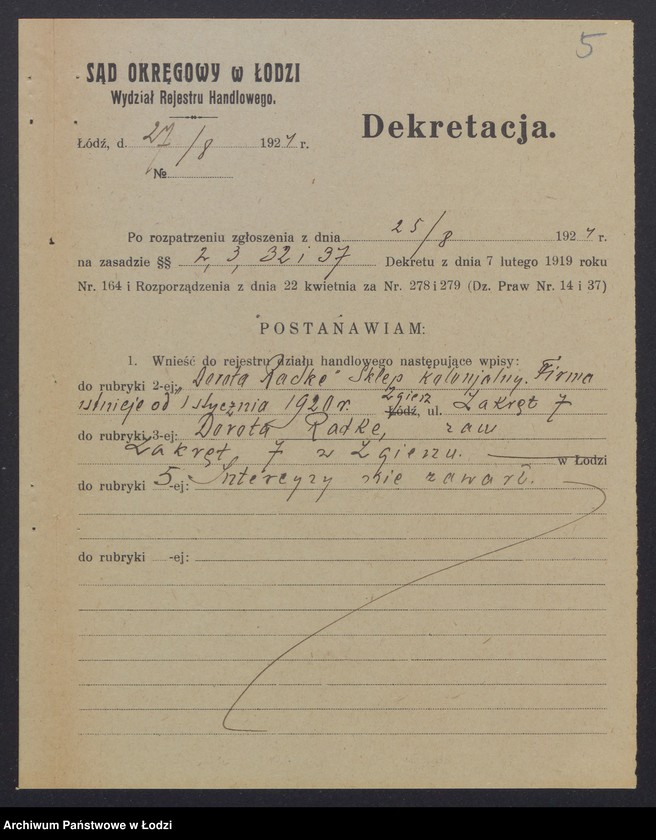 5
SĄD OKRĘGOWY w ŁODZI
Wydział Rejestru Handlowego.
Dekretacja.
Łódź, d. 27/8 1924 r.
№
Po rozpatrzeniu zgłoszenia z dnia 25/8 1924 r.
na zasadzie §§ 2, 3, 32 i 37 Dekretu z dnia 7 lutego 1919 roku
Nr. 164 i Rozporządzenia z dnia 22 kwietnia za Nr. 278 i 279 (Dz. Praw Nr. 14 i 37)
POSTANAWIAM:
1. Wnieść do rejestru działu handlowego następujące wpisy:
do rubryki 2-ej: „Dorota Radke" Sklep kolonjalny. Firma
istnieje od 1 stycznia 1920 r. Zgierz Łódź, ul. Zakręt 7
do rubryki 3-ej: Dorota Radke, zam
Zakręt 7 w Zgierzu. w Łodzi
do rubryki 5-ej: Intercyzy nie zawarł.
do rubryki -ej:
Archiwum Państwowe w Łodzi